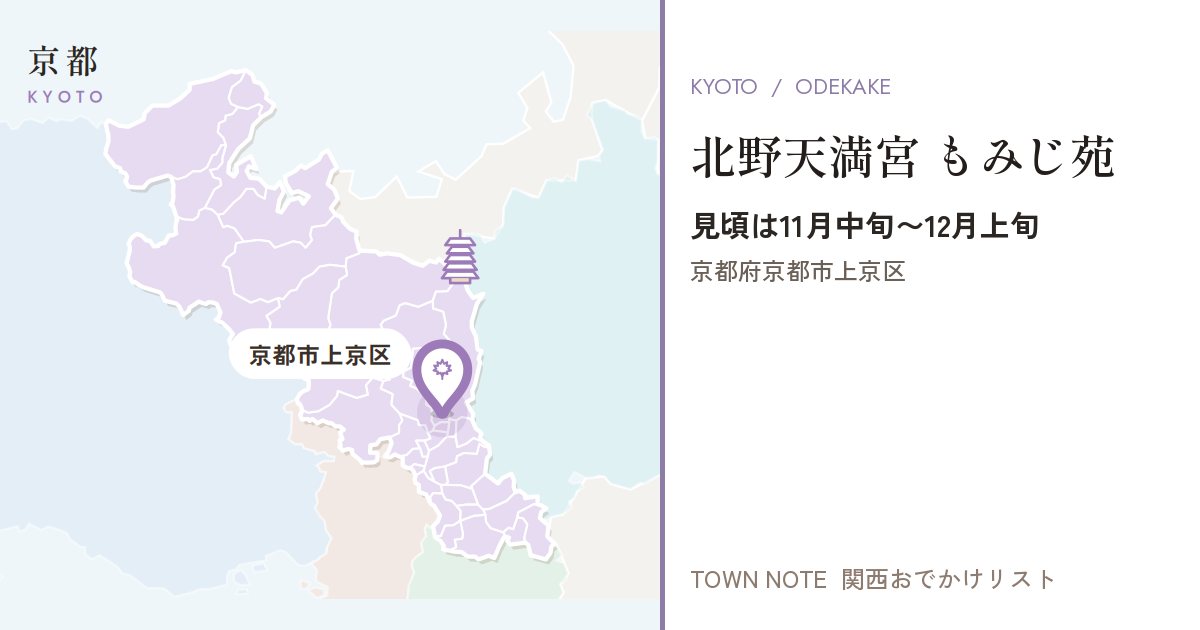 京都
KYOTO
京都市上京区
KYOTO / ODEKAKE
北野天満宮 もみじ苑
見頃は11月中旬〜12月上旬
京都府京都市上京区
TOWN NOTE 関西おでかけリスト